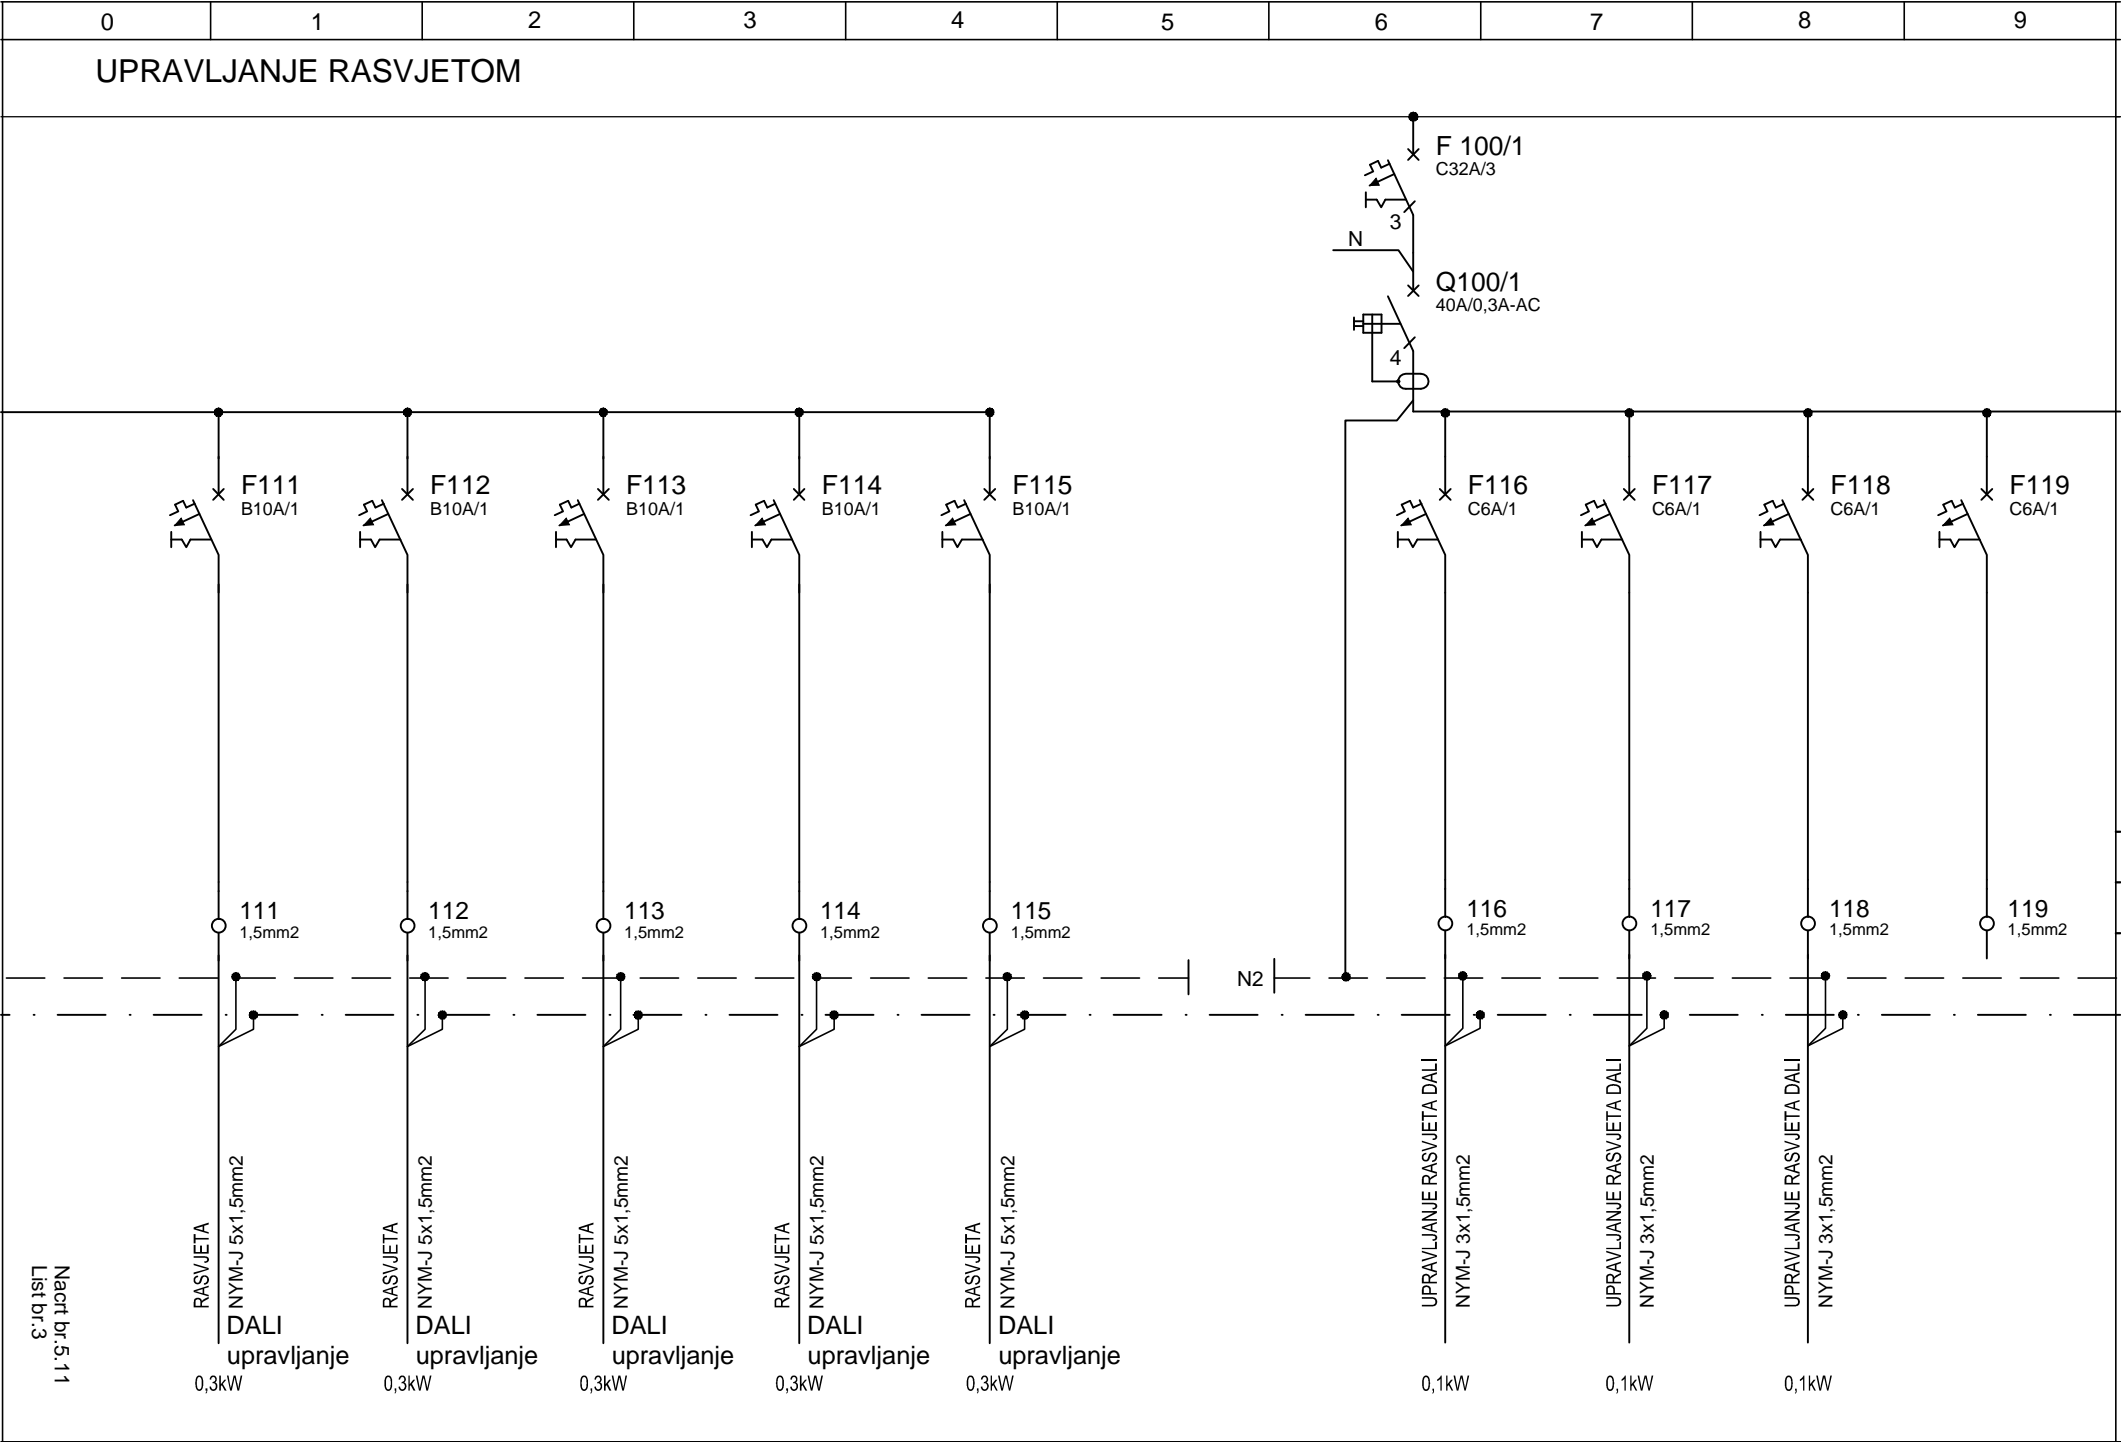 0 1 2 3 4 5 6 7 8 9
UPRAVLJANJE RASVJETOM
F 100/1
C32A/3
3
N
Q100/1
40A/0,3A-AC
4
F111
B10A/1
F112
B10A/1
F113
B10A/1
F114
B10A/1
F115
B10A/1
F116
C6A/1
F117
C6A/1
F118
C6A/1
F119
C6A/1
111
1,5mm2
112
1,5mm2
113
1,5mm2
114
1,5mm2
115
1,5mm2
116
1,5mm2
117
1,5mm2
118
1,5mm2
119
1,5mm2
N2
RASVJETA
NYM-J 5x1,5mm2
DALI
upravljanje
0,3kW
RASVJETA
NYM-J 5x1,5mm2
DALI
upravljanje
0,3kW
RASVJETA
NYM-J 5x1,5mm2
DALI
upravljanje
0,3kW
RASVJETA
NYM-J 5x1,5mm2
DALI
upravljanje
0,3kW
RASVJETA
NYM-J 5x1,5mm2
DALI
upravljanje
0,3kW
UPRAVLJANJE RASVJETA DALI
NYM-J 3x1,5mm2
0,1kW
UPRAVLJANJE RASVJETA DALI
NYM-J 3x1,5mm2
0,1kW
UPRAVLJANJE RASVJETA DALI
NYM-J 3x1,5mm2
0,1kW
Nacrt br.5.11
List br.3